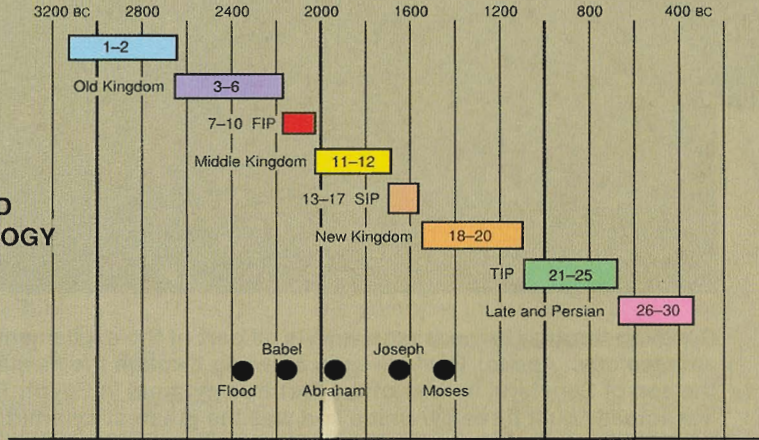 3200 BC 2800 2400 2000 1600 1200 800 400 BC
1–2
Old Kingdom 3–6
7–10 FIP
Middle Kingdom 11–12
13–17 SIP
OGY
New Kingdom 18–20
TIP 21–25
Late and Persian 26–30
Babel Joseph
Flood Abraham Moses